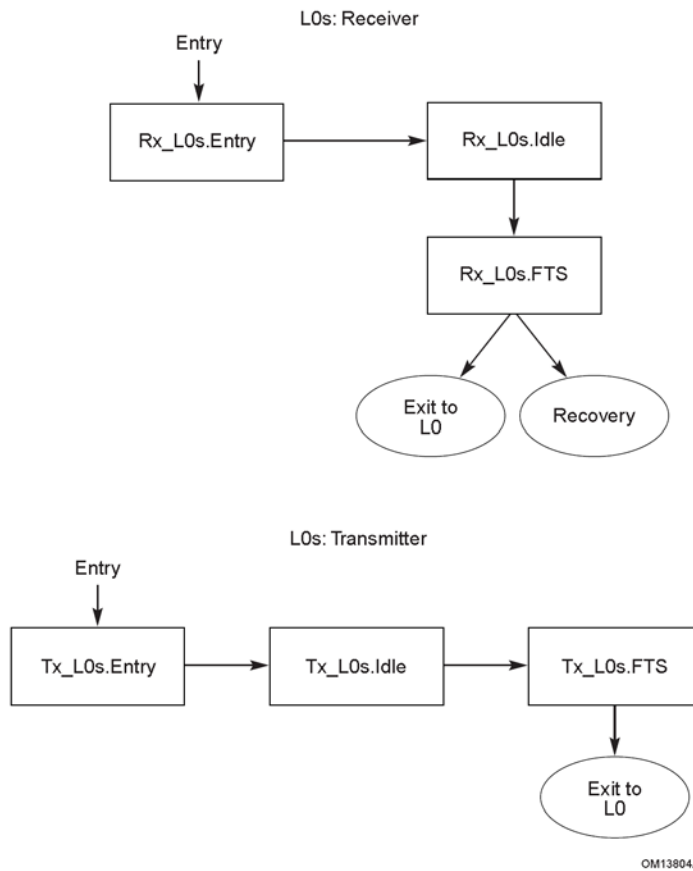 L0s: Receiver
Entry
Rx_L0s.Entry
Rx_L0s.Idle
Rx_L0s.FTS
Exit to
L0
Recovery
L0s: Transmitter
Entry
Tx_L0s.Entry
Tx_L0s.Idle
Tx_L0s.FTS
Exit to
L0